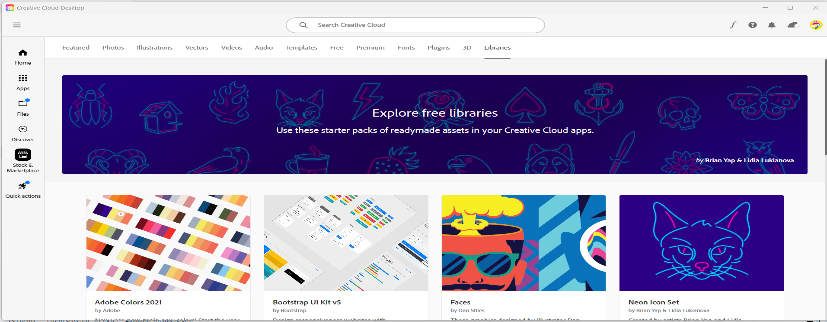 Creative Cloud Desktop
Search Creative Cloud
Featured Photos Illustrations Vectors Videos Audio Templates Free Premium Fonts Plugins 3D Libraries
Home
Apps
Files
Discover
Stock &
Marketplace
Quick actions
Explore free libraries
Use these starter packs of readymade assets in your Creative Cloud apps.
by Brian Yap & Lidia Lukianova
Adobe Colors 2021
by Adobe
Bootstrap UI Kit v5
by Bootstrap
Faces
by Dan Stiles
Neon Icon Set
by Brian Yap & Lidia